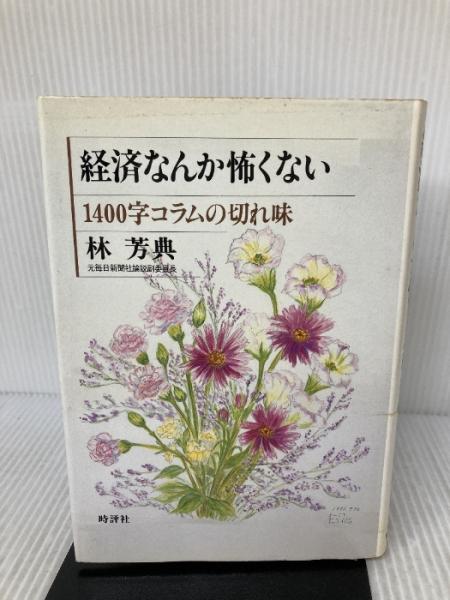 経済なんか怖くない
1400字コラムの切れ味
林 芳典
元毎日新聞社論説副委員長
時評社